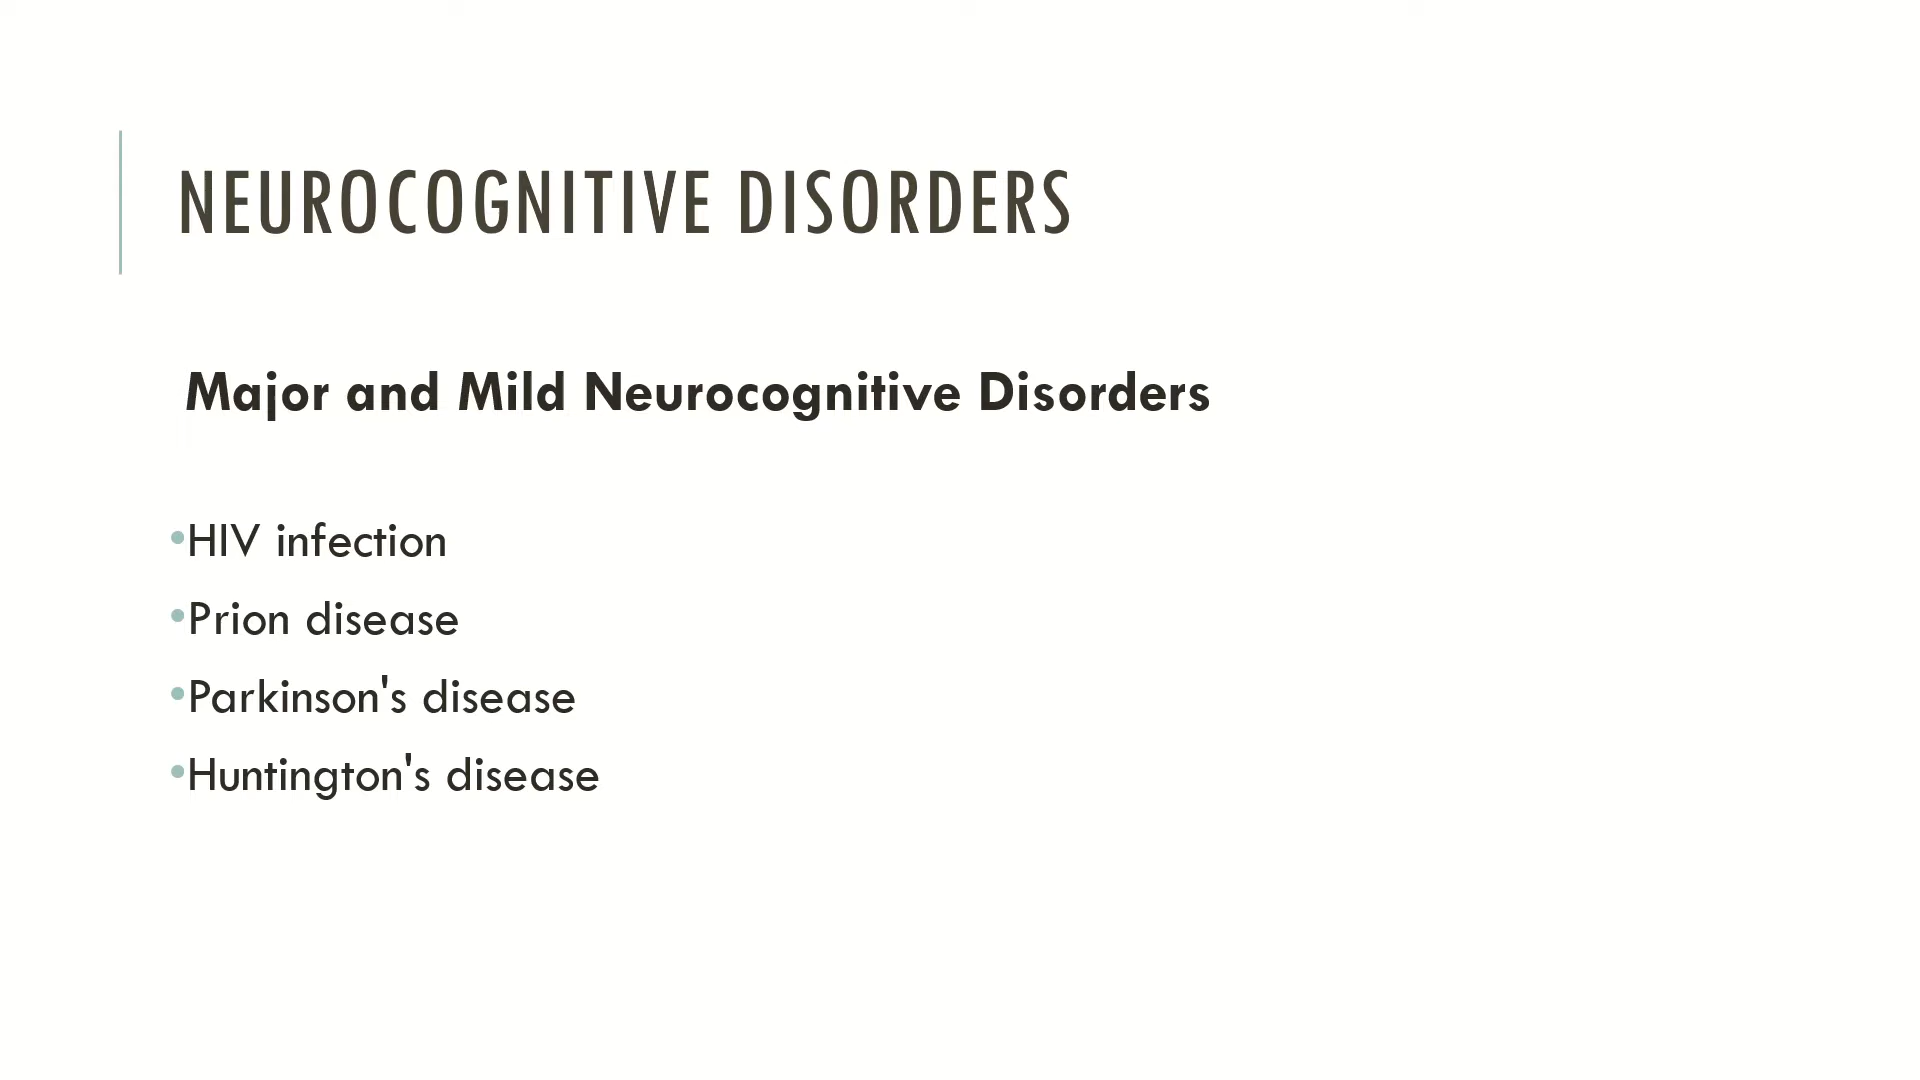 NEUROCOGNITIVE DISORDERS
Major and Mild Neurocognitive Disorders
•HIV infection
•Prion disease
•Parkinson's disease
•Huntington's disease